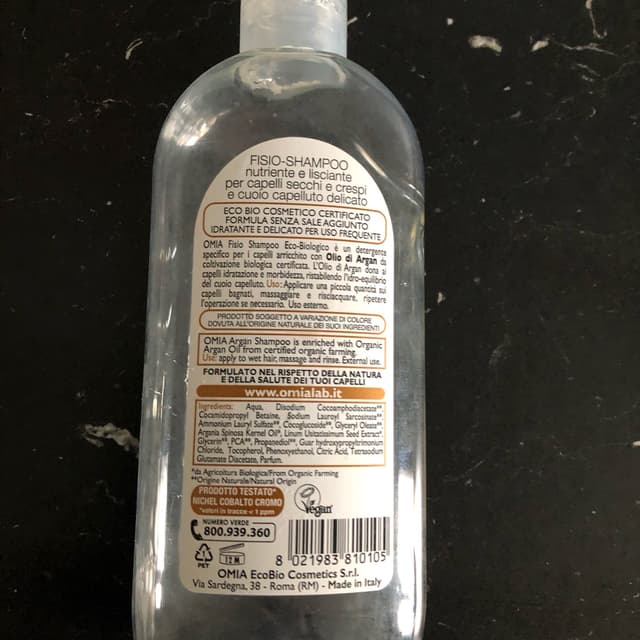 FISIO-SHAMPOO
nutriente e lisciante
per capelli secchi e crespi
e cuoio capelluto delicato
ECO BIO COSMETICO CERTIFICATO
FORMULA SENZA SALE AGGIUNTO
IDRATANTE E DELICATO PER USO FREQUENTE
OMIA Fisio Shampoo Eco-Biologico è un detergente
specifico per i capelli arricchito con Olio di Argan da
coltivazione biologica certificata. L'Olio di Argan dona ai
capelli idratazione e morbidezza, ristabilendo l'idro-equilibrio
del cuoio capelluto. Uso: Applicare una piccola quantità sui
capelli bagnati, massaggiare e risciacquare, ripetere
l'operazione se necessario. Uso esterno.
PRODOTTO SOGGETTO A VARIAZIONE DI COLORE
DOVUTA ALL'ORIGINE NATURALE DEI SUOI INGREDIENTI
OMIA Argan Shampoo is enriched with Organic
Argan Oil from certified organic farming.
Use: apply to wet hair, massage and rinse. External use.
FORMULATO NEL RISPETTO DELLA NATURA
E DELLA SALUTE DEI TUOI CAPELLI
www.omialab.it
Ingredients: Aqua, Disodium Cocoamphodiacetate**,
Cocamidopropyl Betaine, Sodium Lauroyl Sarcosinate**,
Ammonium Lauryl Sulfate**, Cocoglucoside**, Glyceryl Oleate**,
Argania Spinosa Kernel Oil*, Linum Usitatissimum Seed Extract*,
Glycerin**, PCA**, Propanediol**, Guar hydroxypropyltrimonium
Chloride, Tocopherol, Phenoxyethanol, Citric Acid, Tetrasodium
Glutamate Diacetate, Parfum.
*da Agricoltura Biologica/From Organic Farming
**Origine Naturale/Natural Origin
PRODOTTO TESTATO*
NICHEL COBALTO CROMO
*valori in tracce < 1 ppm
Vegan
NUMERO VERDE
800.939.360
PET
12 M
8 021983 810105
OMIA EcoBio Cosmetics S.r.l.
Via Sardegna, 38 - Roma (RM) - Made in Italy